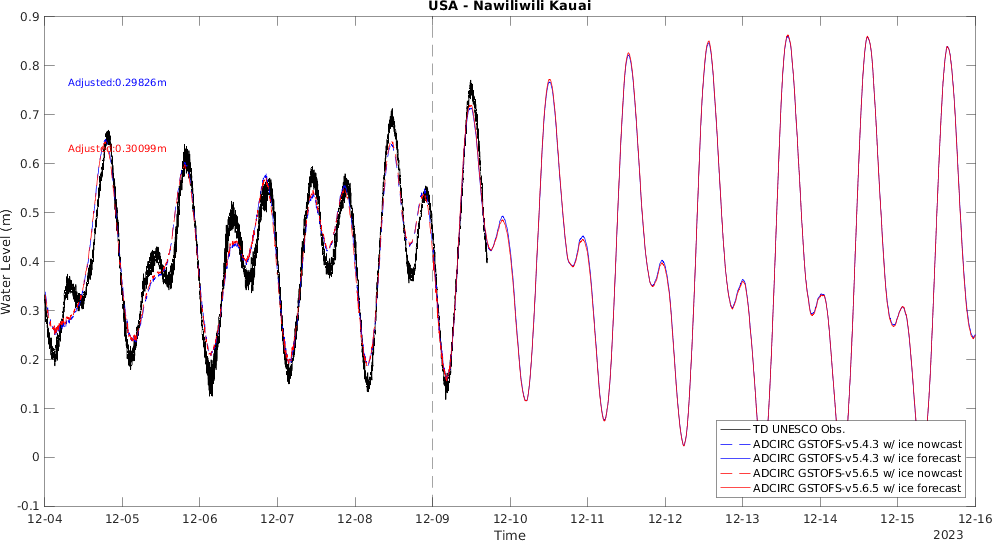 USA - Nawiliwili Kauai
0.9
0.8
0.7
0.6
0.5
0.4
0.3
0.2
0.1
0
-0.1
Water Level (m)
Adjusted:0.29826m
Adjusted:0.30099m
TD UNESCO Obs.
ADCIRC GSTOFS-v5.4.3 w/ ice nowcast
ADCIRC GSTOFS-v5.4.3 w/ ice forecast
ADCIRC GSTOFS-v5.6.5 w/ ice nowcast
ADCIRC GSTOFS-v5.6.5 w/ ice forecast
12-04 12-05 12-06 12-07 12-08 12-09 12-10 12-11 12-12 12-13 12-14 12-15 12-16
Time
2023